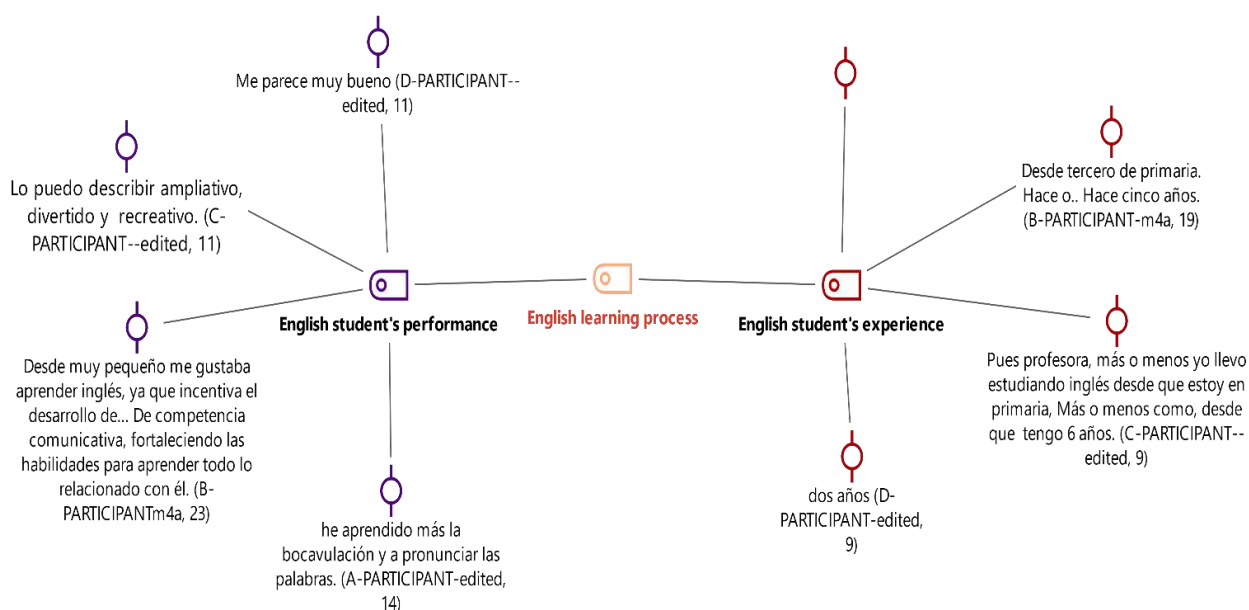 Me parece muy bueno (D-PARTICIPANT--
edited, 11)
Lo puedo describir ampliativo,
divertido y recreativo. (C-
PARTICIPANT--edited, 11)
Desde tercero de primaria.
Hace o.. Hace cinco años.
(B-PARTICIPANT-m4a, 19)
English student's performance
English learning process
English student's experience
Desde muy pequeño me gustaba
aprender inglés, ya que incentiva el
desarrollo de... De competencia
comunicativa, fortaleciendo las
habilidades para aprender todo lo
relacionado con él. (B-
PARTICIPANTm4a, 23)
he aprendido más la
bocavulación y a pronunciar las
palabras. (A-PARTICIPANT-edited,
14)
dos años (D-
PARTICIPANT-edited,
9)
Pues profesora, más o menos yo llevo
estudiando inglés desde que estoy en
primaria, Más o menos como, desde
que tengo 6 años. (C-PARTICIPANT--
edited, 9)